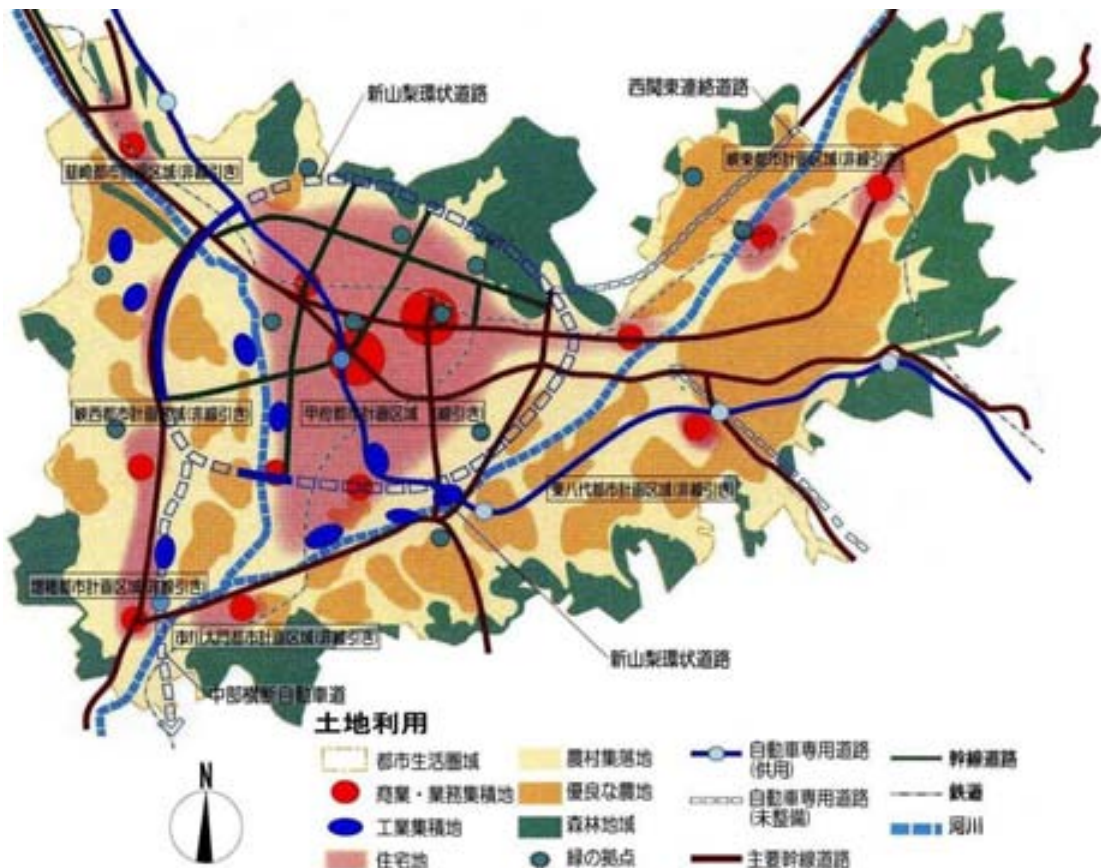 新山梨環状道路
西関東連絡道路
韮崎都市計画区域(非線引き)
峡東都市計画区域(非線引き)
峡西都市計画区域(非線引き)
甲府都市計画区域 線引き)
東八代都市計画区域(非線引き)
増穂都市計画区域(非線引き)
市川大門都市計画区域(非線引き)
新山梨環状道路
中部横断自動車道
土地利用
都市生活圏域
農村集落地
自動車専用道路
(供用)
幹線道路
商業・業務集積地
優良な農地
自動車専用道路
(未整備)
鉄道
工業集積地
森林地域
河川
住宅地
緑の拠点
主要幹線道路
N